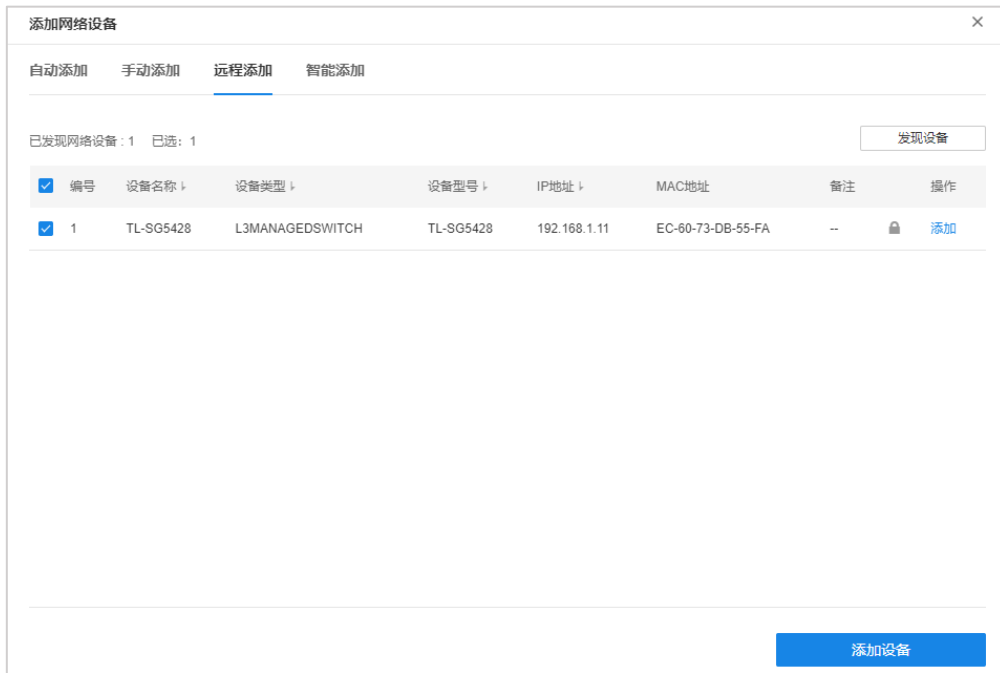 添加网络设备
自动添加 手动添加 远程添加 智能添加
已发现网络设备 : 1 已选: 1 发现设备
编号 设备名称 设备类型 设备型号 IP地址 MAC地址 备注 操作
1 TL-SG5428 L3MANAGEDSWITCH TL-SG5428 192.168.1.11 EC-60-73-DB-55-FA -- 添加
添加设备